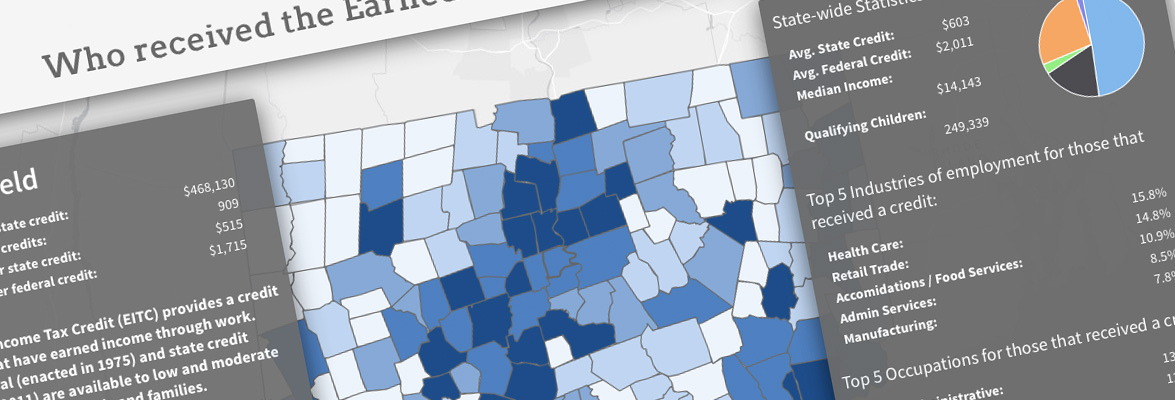 Who received the Earned
eld
state credit:
$468,130
credits:
909
r state credit:
$515
er federal credit:
$1,715
ncome Tax Credit (EITC) provides a credit
at have earned income through work.
al (enacted in 1975) and state credit
011) are available to low and moderate
and families.
State-wide Statistics
Avg. State Credit:
$603
Avg. Federal Credit:
$2,011
Median Income:
$14,143
Qualifying Children:
249,339
Top 5 Industries of employment for those that
received a credit:
Health Care:
15.8%
Retail Trade:
14.8%
Accomidations / Food Services:
10.9%
Admin Services:
8.5%
Manufacturing:
7.8%
Top 5 Occupations for those that received a cr
ministrative:
13